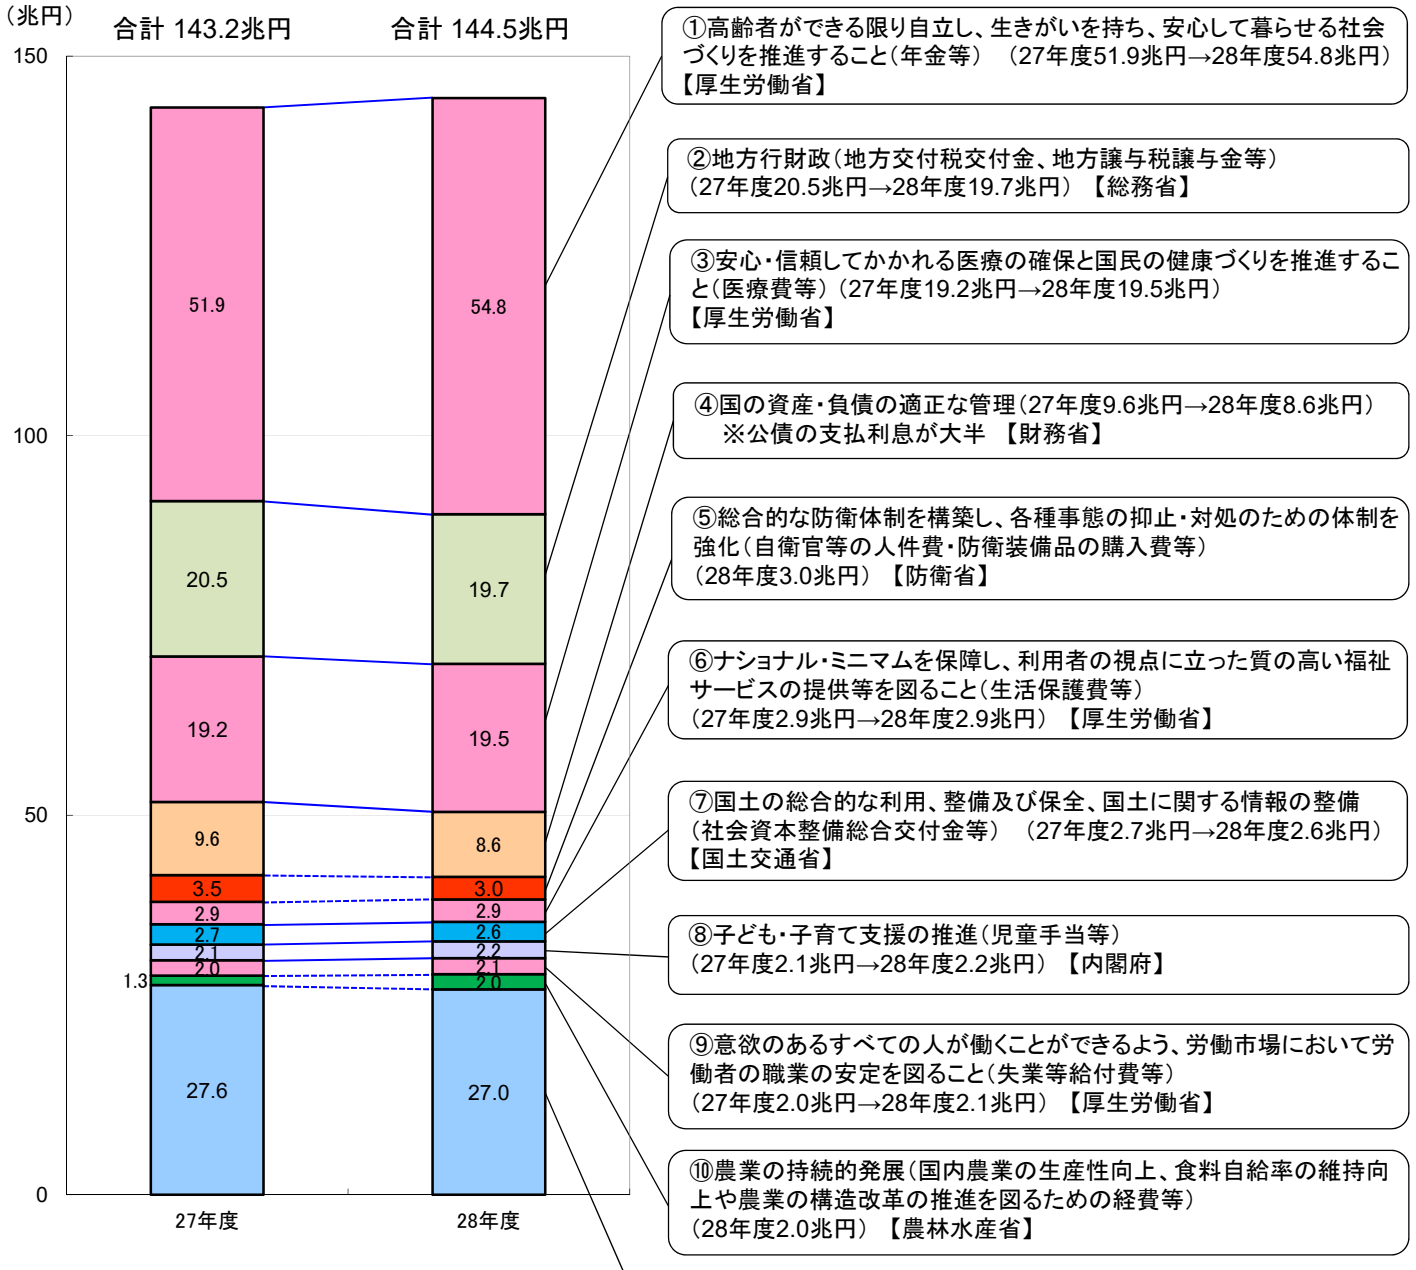 （兆円）
合計 143.2兆円
合計 144.5兆円
150
100
50
0
51.9
20.5
19.2
9.6
3.5
2.9
2.7
2.1
2.0
1.3
27.6
27年度
54.8
19.7
19.5
8.6
3.0
2.9
2.6
2.2
2.1
2.0
27.0
28年度
①高齢者ができる限り自立し、生きがいを持ち、安心して暮らせる社会
づくりを推進すること（年金等）　（27年度51.9兆円→28年度54.8兆円）
【厚生労働省】
②地方行財政（地方交付税交付金、地方譲与税譲与金等）
（27年度20.5兆円→28年度19.7兆円）　【総務省】
③安心・信頼してかかれる医療の確保と国民の健康づくりを推進するこ
と（医療費等）（27年度19.2兆円→28年度19.5兆円）
【厚生労働省】
④国の資産・負債の適正な管理（27年度9.6兆円→28年度8.6兆円）
※公債の支払利息が大半　【財務省】
⑤総合的な防衛体制を構築し、各種事態の抑止・対処のための体制を
強化（自衛官等の人件費・防衛装備品の購入費等）
（28年度3.0兆円）　【防衛省】
⑥ナショナル・ミニマムを保障し、利用者の視点に立った質の高い福祉
サービスの提供等を図ること（生活保護費等）
（27年度2.9兆円→28年度2.9兆円）　【厚生労働省】
⑦国土の総合的な利用、整備及び保全、国土に関する情報の整備
（社会資本整備総合交付金等）　（27年度2.7兆円→28年度2.6兆円）
【国土交通省】
⑧子ども・子育て支援の推進（児童手当等）
（27年度2.1兆円→28年度2.2兆円）　【内閣府】
⑨意欲のあるすべての人が働くことができるよう、労働市場において労
働者の職業の安定を図ること（失業等給付費等）
（27年度2.0兆円→28年度2.1兆円）　【厚生労働省】
⑩農業の持続的発展（国内農業の生産性向上、食料自給率の維持向
上や農業の構造改革の推進を図るための経費等）
（28年度2.0兆円）　【農林水産省】